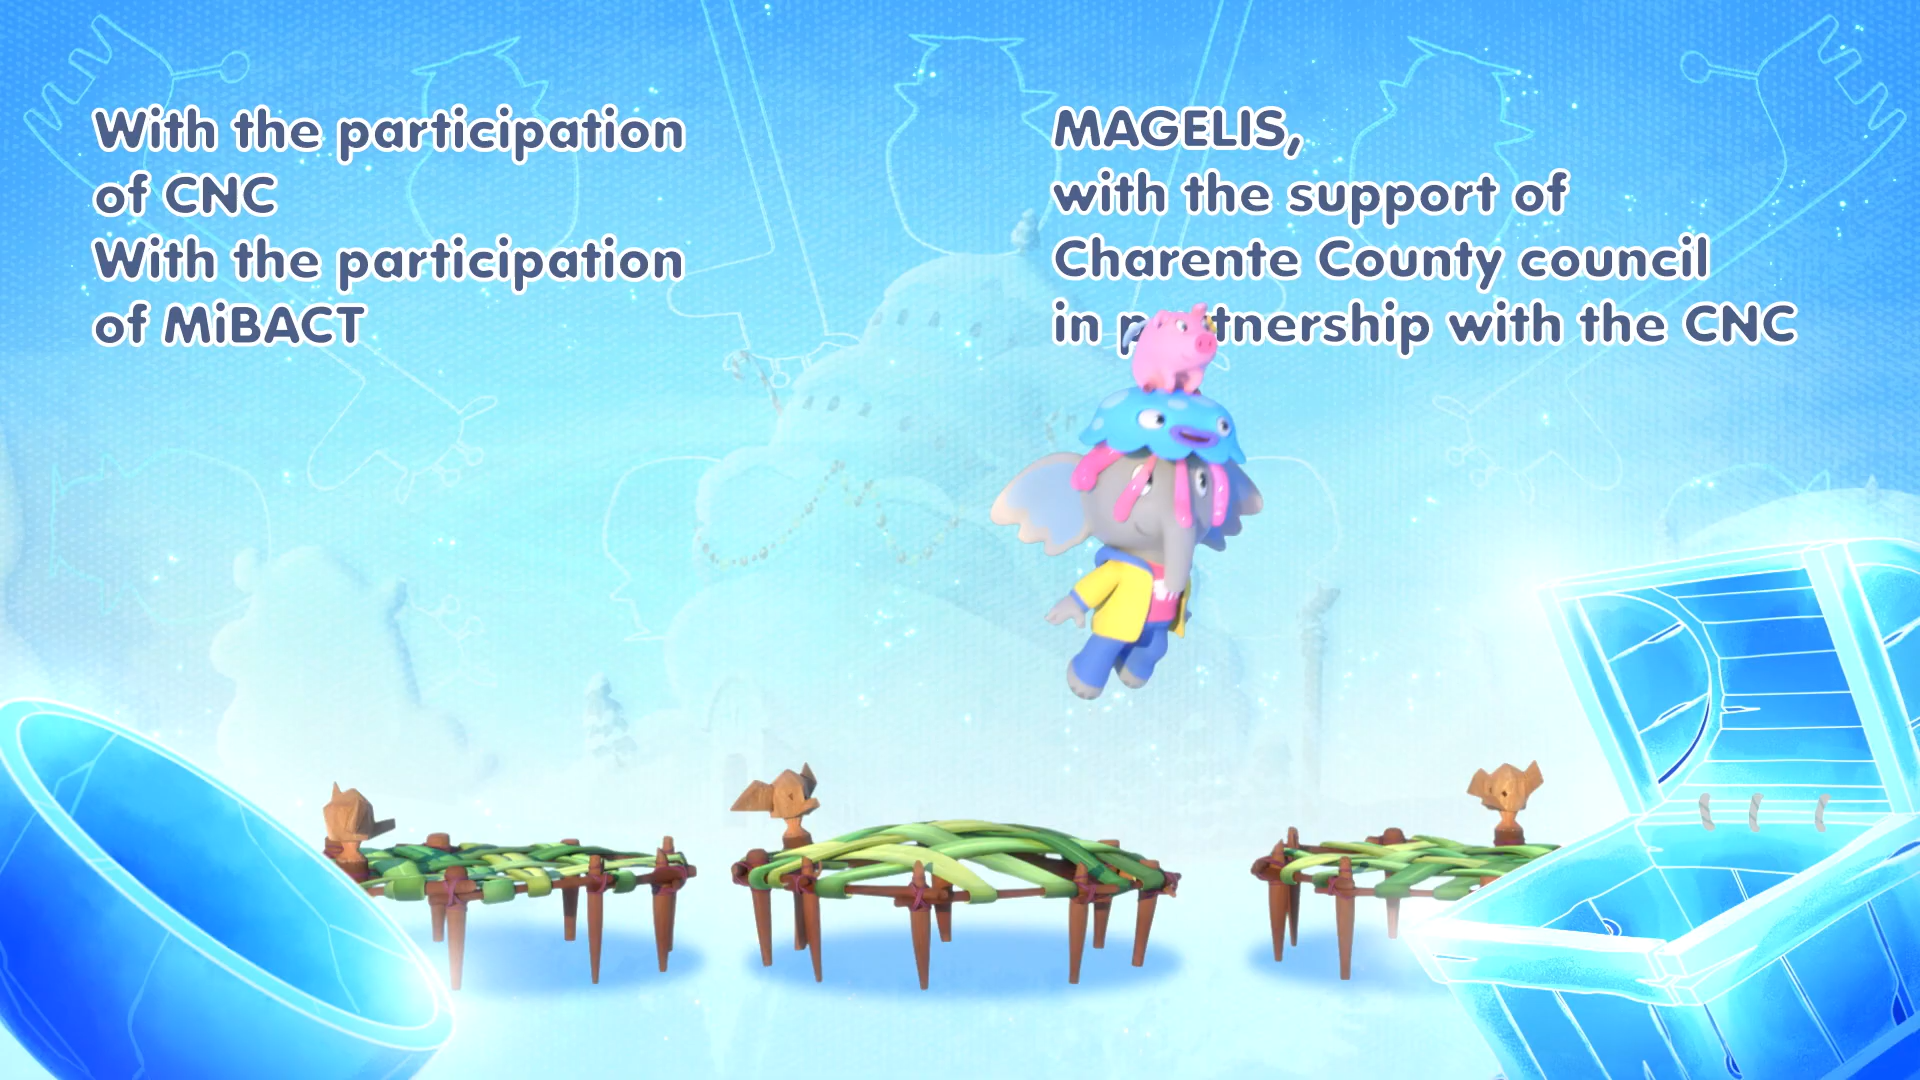 With the participation
of CNC
With the participation
of MiBACT
MAGELIS,
with the support of
Charente County council
in partnership with the CNC